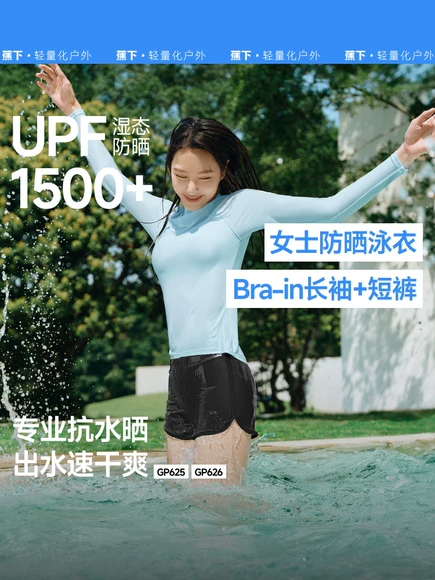 蕉下·轻量化户外 蕉下·轻量化户外 蕉下·轻量化户外 蕉下·轻量化户外
UPF 湿态防晒
1500+
女士防晒泳衣
Bra-in长袖+短裤
专业抗水晒
出水速干爽 GP625 GP626